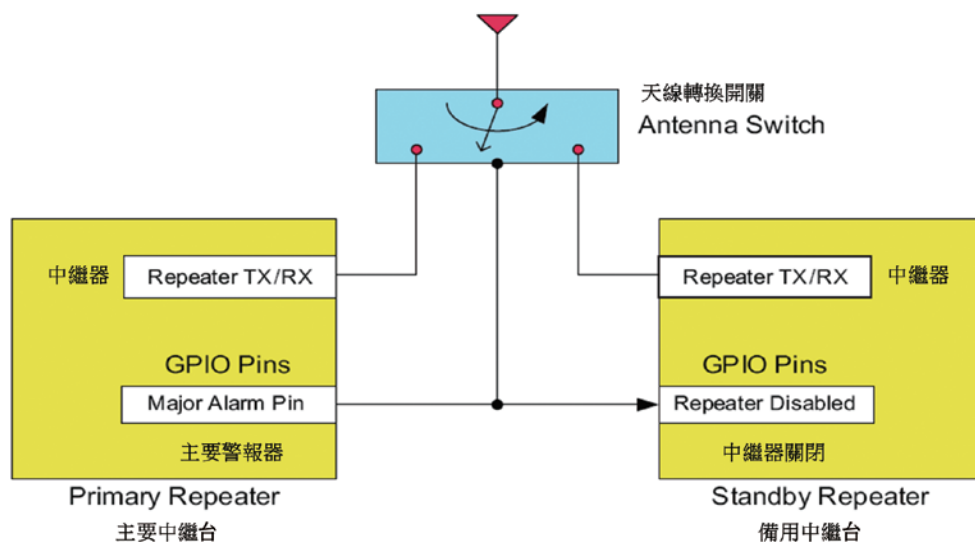 天線轉換開關
Antenna Switch
中繼器
Repeater TX/RX
GPIO Pins
Major Alarm Pin
主要警報器
Primary Repeater
主要中繼台
Repeater TX/RX
中繼器
GPIO Pins
Repeater Disabled
中繼器關閉
Standby Repeater
備用中繼台